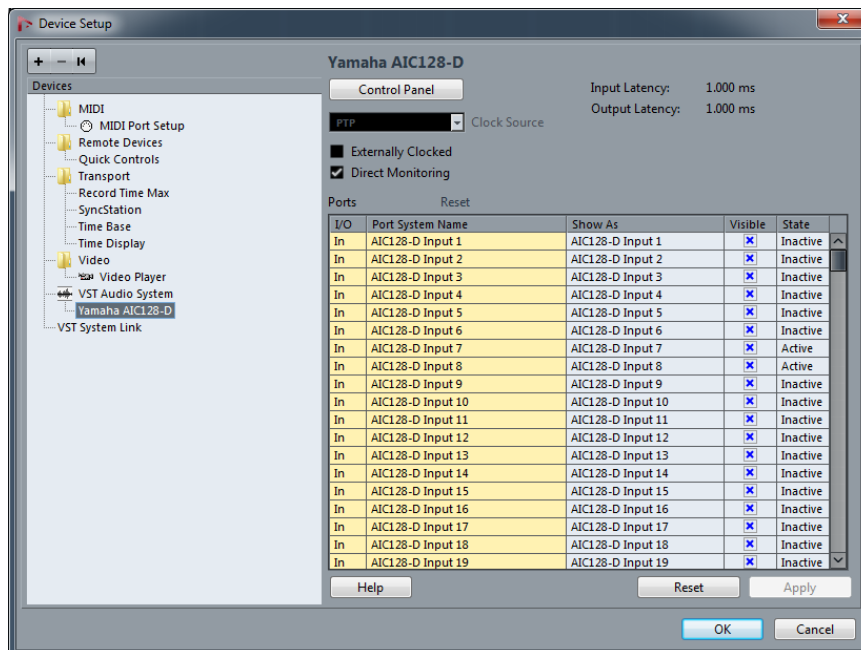 Device Setup
Devices
MIDI
MIDI Port Setup
Remote Devices
Quick Controls
Transport
Record Time Max
SyncStation
Time Base
Time Display
Video
Video Player
VST Audio System
Yamaha AIC128-D
VST System Link
Yamaha AIC128-D
Control Panel
Input Latency: 1.000 ms
Output Latency: 1.000 ms
PTP Clock Source
Externally Clocked
Direct Monitoring
Ports Reset
I/O Port System Name Show As Visible State
In AIC128-D Input 1 AIC128-D Input 1 Inactive
In AIC128-D Input 2 AIC128-D Input 2 Inactive
In AIC128-D Input 3 AIC128-D Input 3 Inactive
In AIC128-D Input 4 AIC128-D Input 4 Inactive
In AIC128-D Input 5 AIC128-D Input 5 Inactive
In AIC128-D Input 6 AIC128-D Input 6 Inactive
In AIC128-D Input 7 AIC128-D Input 7 Active
In AIC128-D Input 8 AIC128-D Input 8 Active
In AIC128-D Input 9 AIC128-D Input 9 Inactive
In AIC128-D Input 10 AIC128-D Input 10 Inactive
In AIC128-D Input 11 AIC128-D Input 11 Inactive
In AIC128-D Input 12 AIC128-D Input 12 Inactive
In AIC128-D Input 13 AIC128-D Input 13 Inactive
In AIC128-D Input 14 AIC128-D Input 14 Inactive
In AIC128-D Input 15 AIC128-D Input 15 Inactive
In AIC128-D Input 16 AIC128-D Input 16 Inactive
In AIC128-D Input 17 AIC128-D Input 17 Inactive
In AIC128-D Input 18 AIC128-D Input 18 Inactive
In AIC128-D Input 19 AIC128-D Input 19 Inactive
Help Reset Apply
OK Cancel